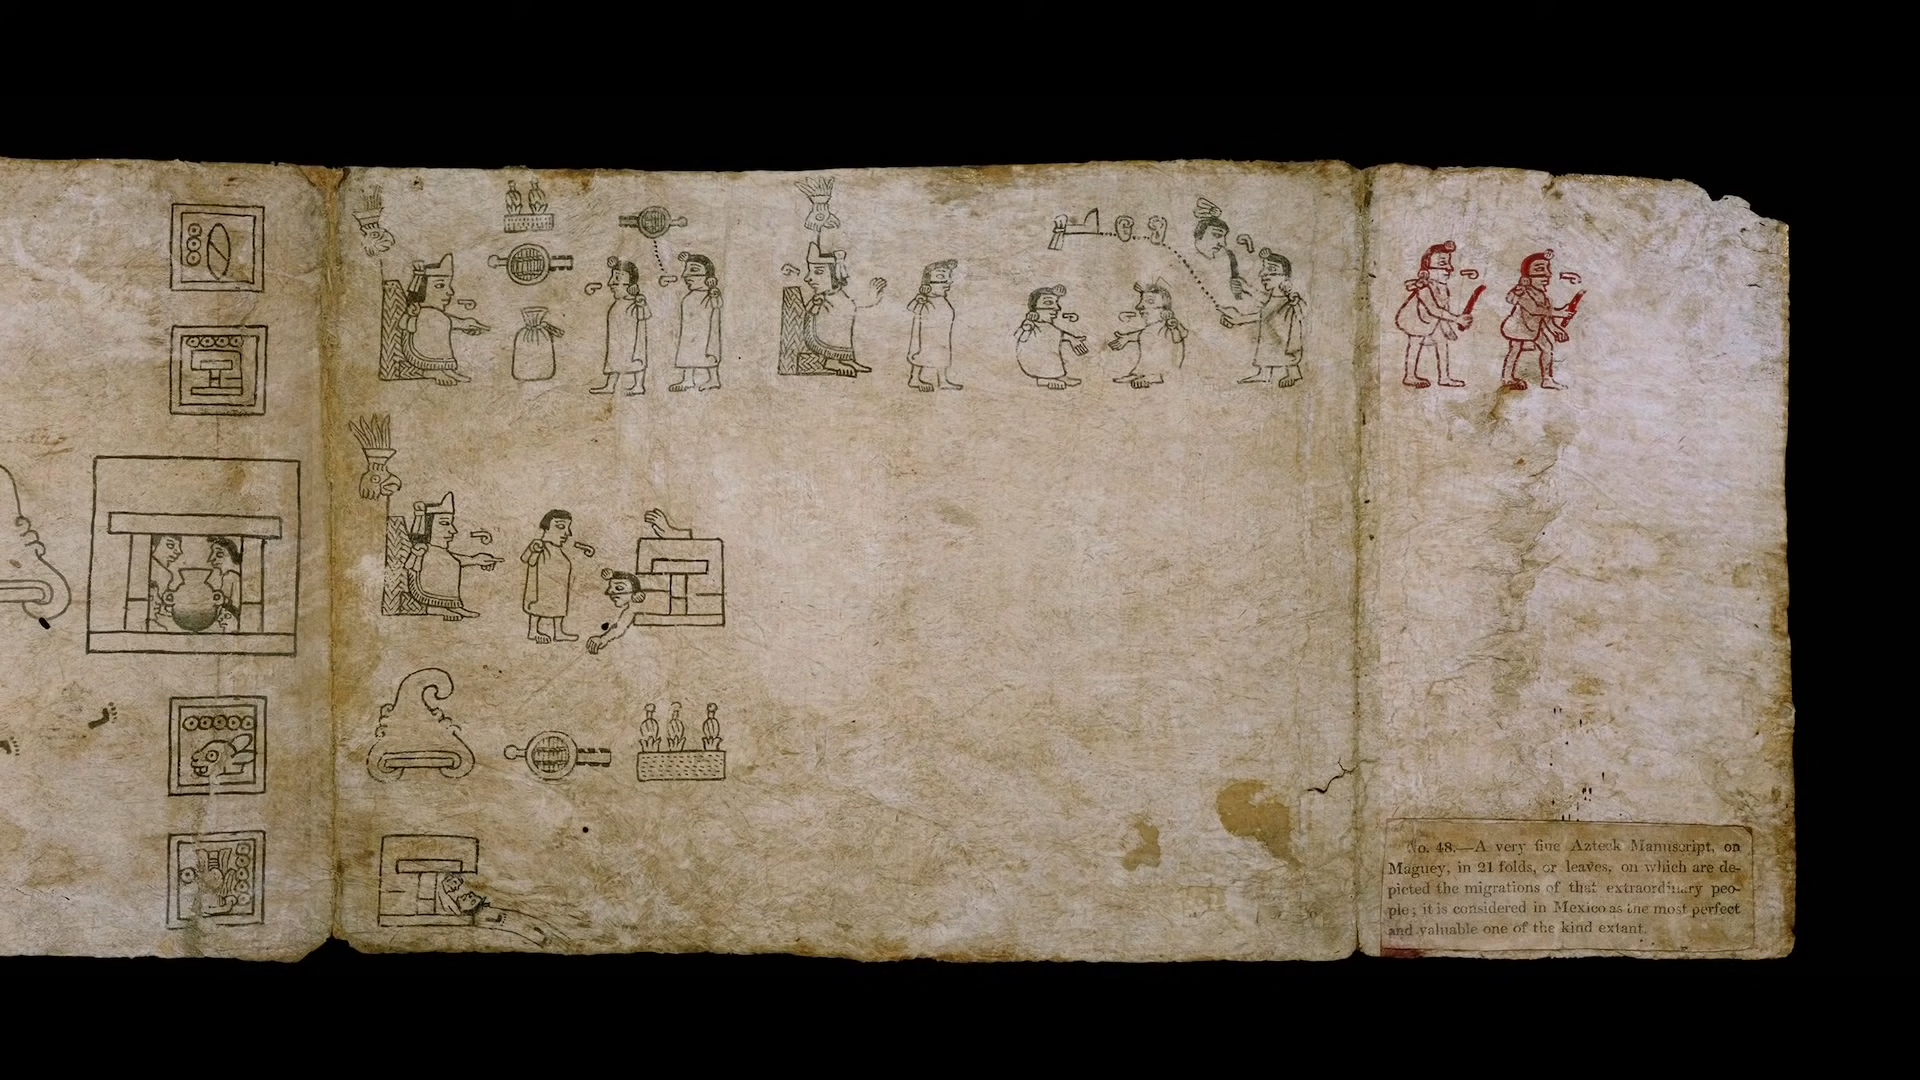 No. 48.—A very fine Azteck Manuscript, on
Maguey, in 21 folds, or leaves, on which are de-
picted the migrations of that extraordinary peo-
ple; it is considered in Mexico as the most perfect
and valuable one of the kind extant.